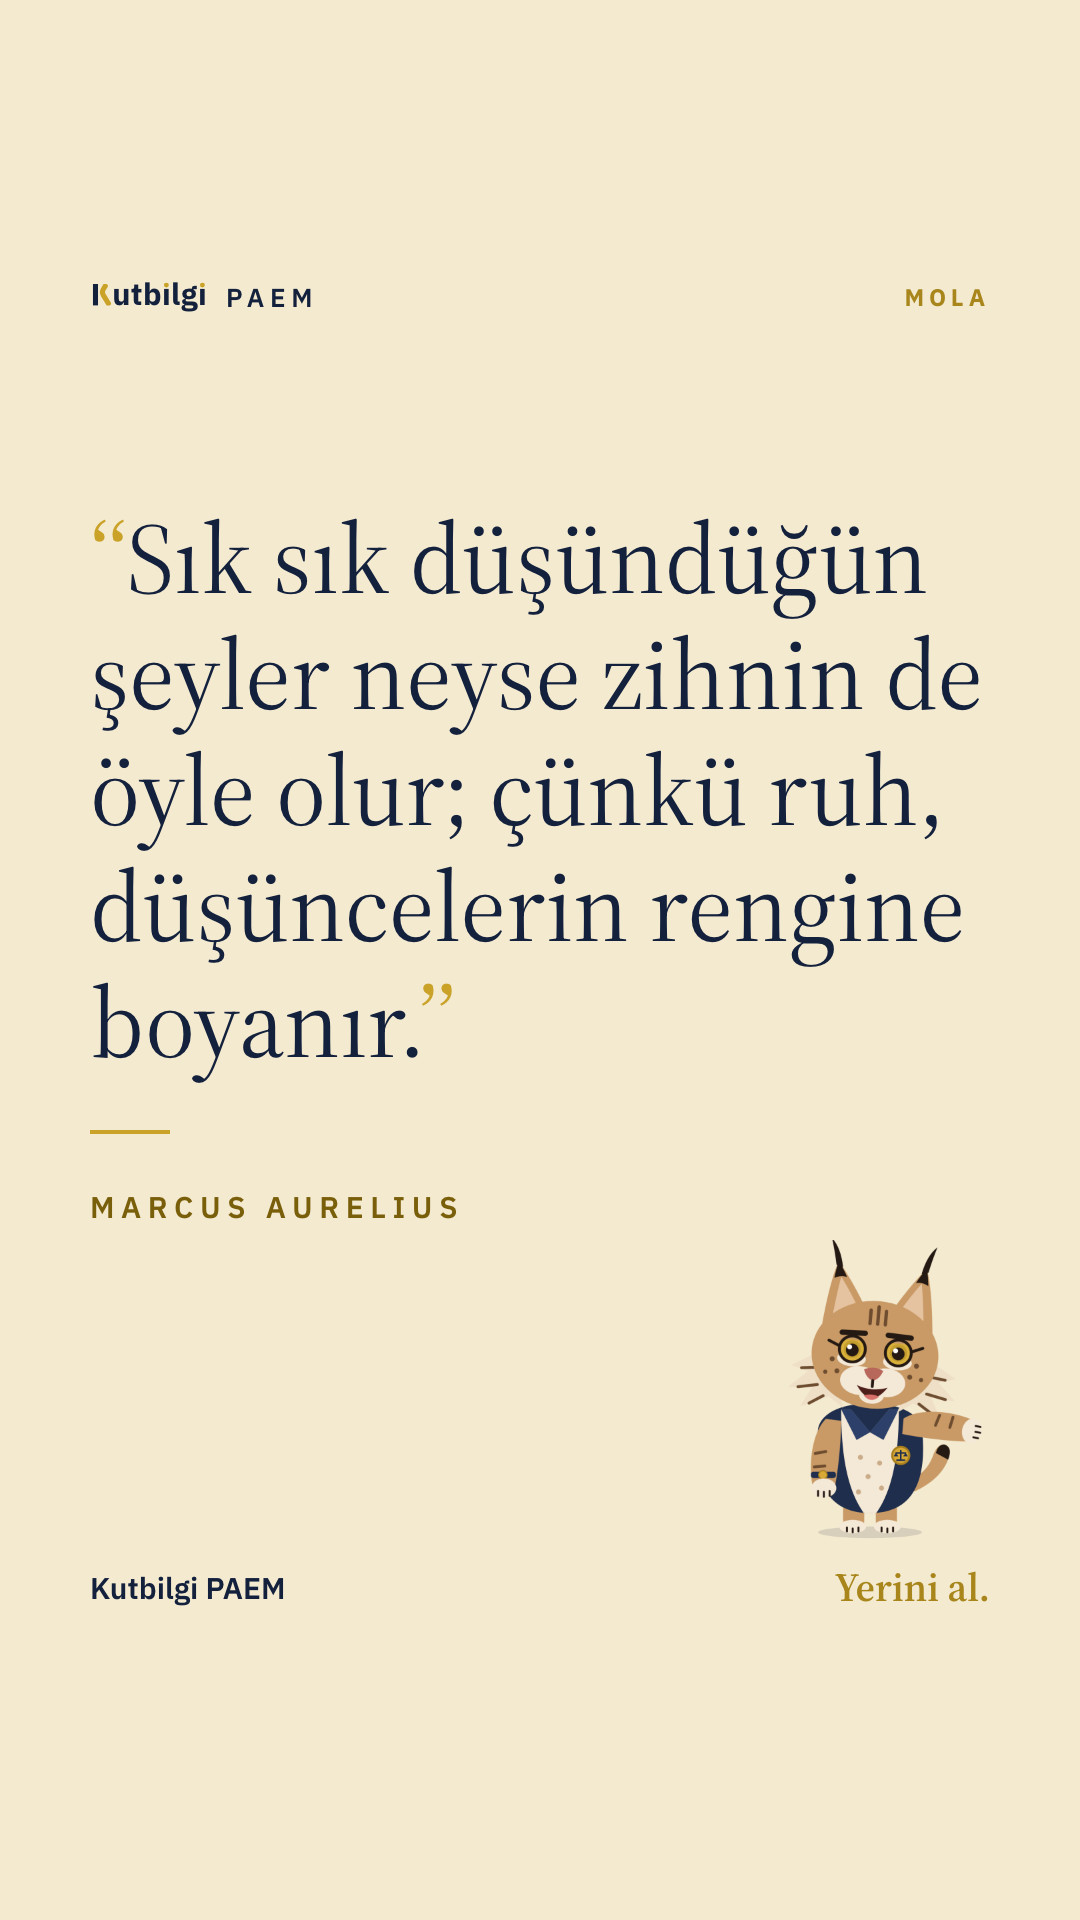 Kutbilgi PAEM
MOLA
“Sık sık düşündüğün
şeyler neyse zihnin de
öyle olur; çünkü ruh,
düşüncelerin rengine
boyanır.”
MARCUS AURELIUS
Kutbilgi PAEM
Yerini al.